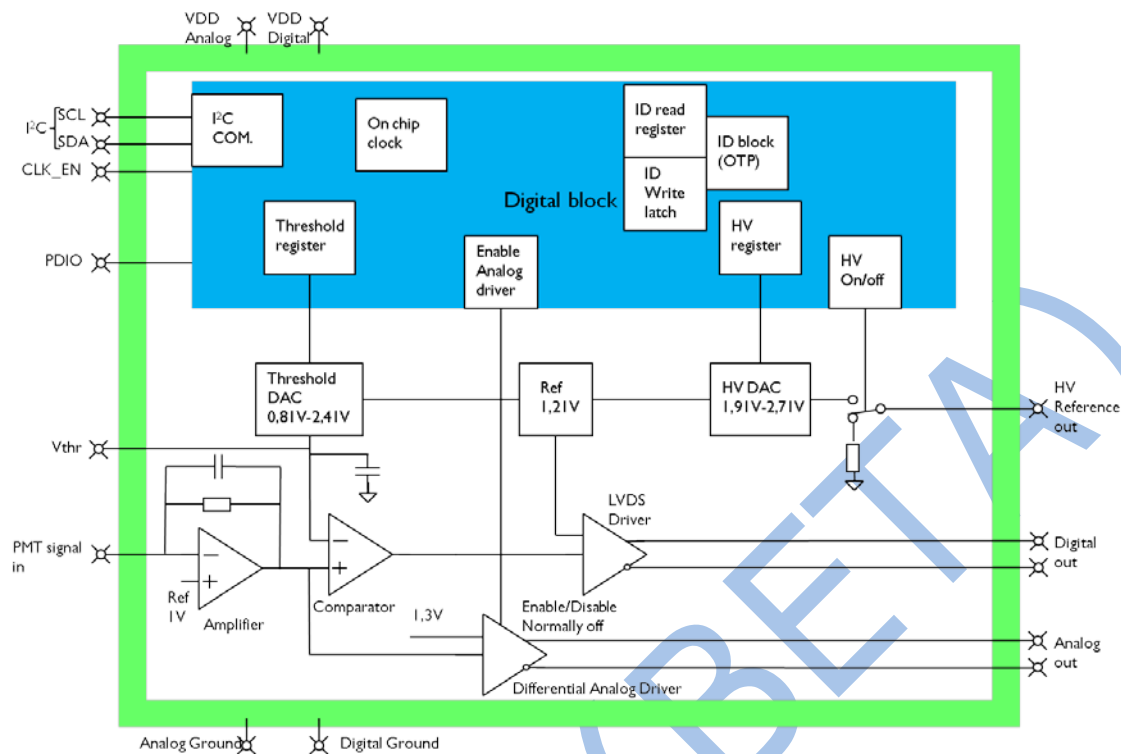 VDD
Analog
VDD
Digital
I²C
SCL
SDA
CLK_EN
PDIO
I²C
COM.
On chip
clock
ID read
register
ID block
(OTP)
ID
Write
latch
Digital block
Threshold
register
Enable
Analog
driver
HV
register
HV
On/off
Threshold
DAC
0,81V-2,41V
Ref
1,21V
HV DAC
1,91V-2,71V
HV
Reference
out
Vthr
LVDS
Driver
PMT signal
in
Ref
1V
Amplifier
Comparator
Enable/Disable
Normally off
Digital
out
1,3V
Analog
out
Differential Analog Driver
Analog Ground
Digital Ground
BETA)